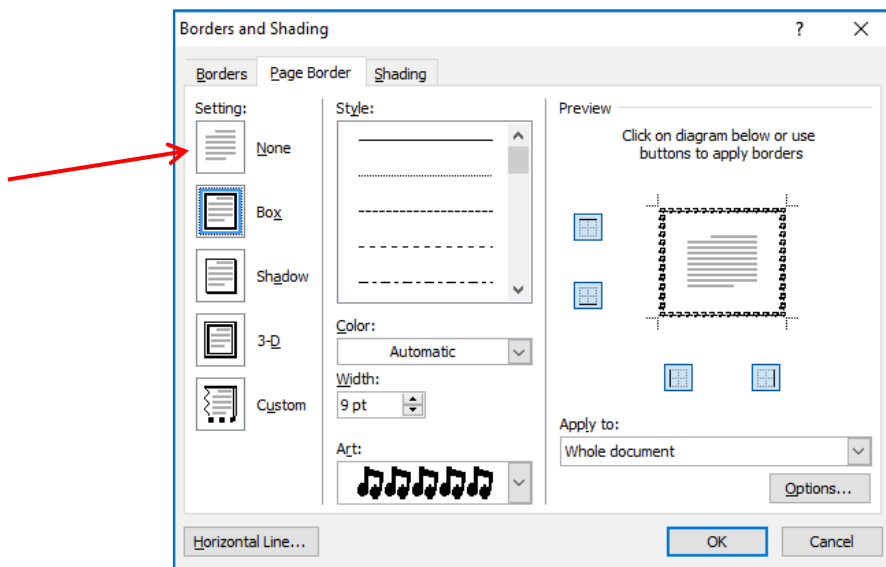 Borders and Shading
?
Borders
Page Border
Shading
Setting:
None
Box
Shadow
3-D
Custom
Style:
Color:
Automatic
Width:
9 pt
Art:
Preview
Click on diagram below or use
buttons to apply borders
Apply to:
Whole document
Options...
Horizontal Line...
OK
Cancel